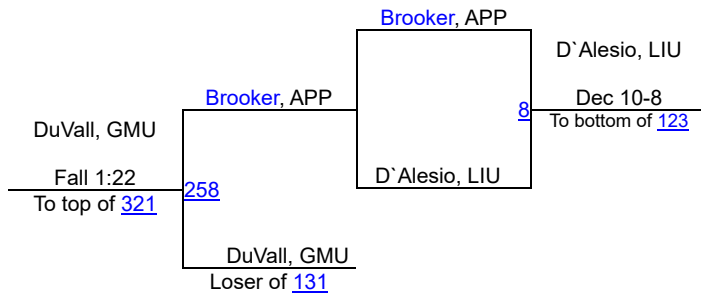 Brooker, APP
D`Alesio, LIU
Brooker, APP
8
Dec 10-8
To bottom of 123
DuVall, GMU
Fall 1:22
D`Alesio, LIU
258
To top of 321
DuVall, GMU
Loser of 131